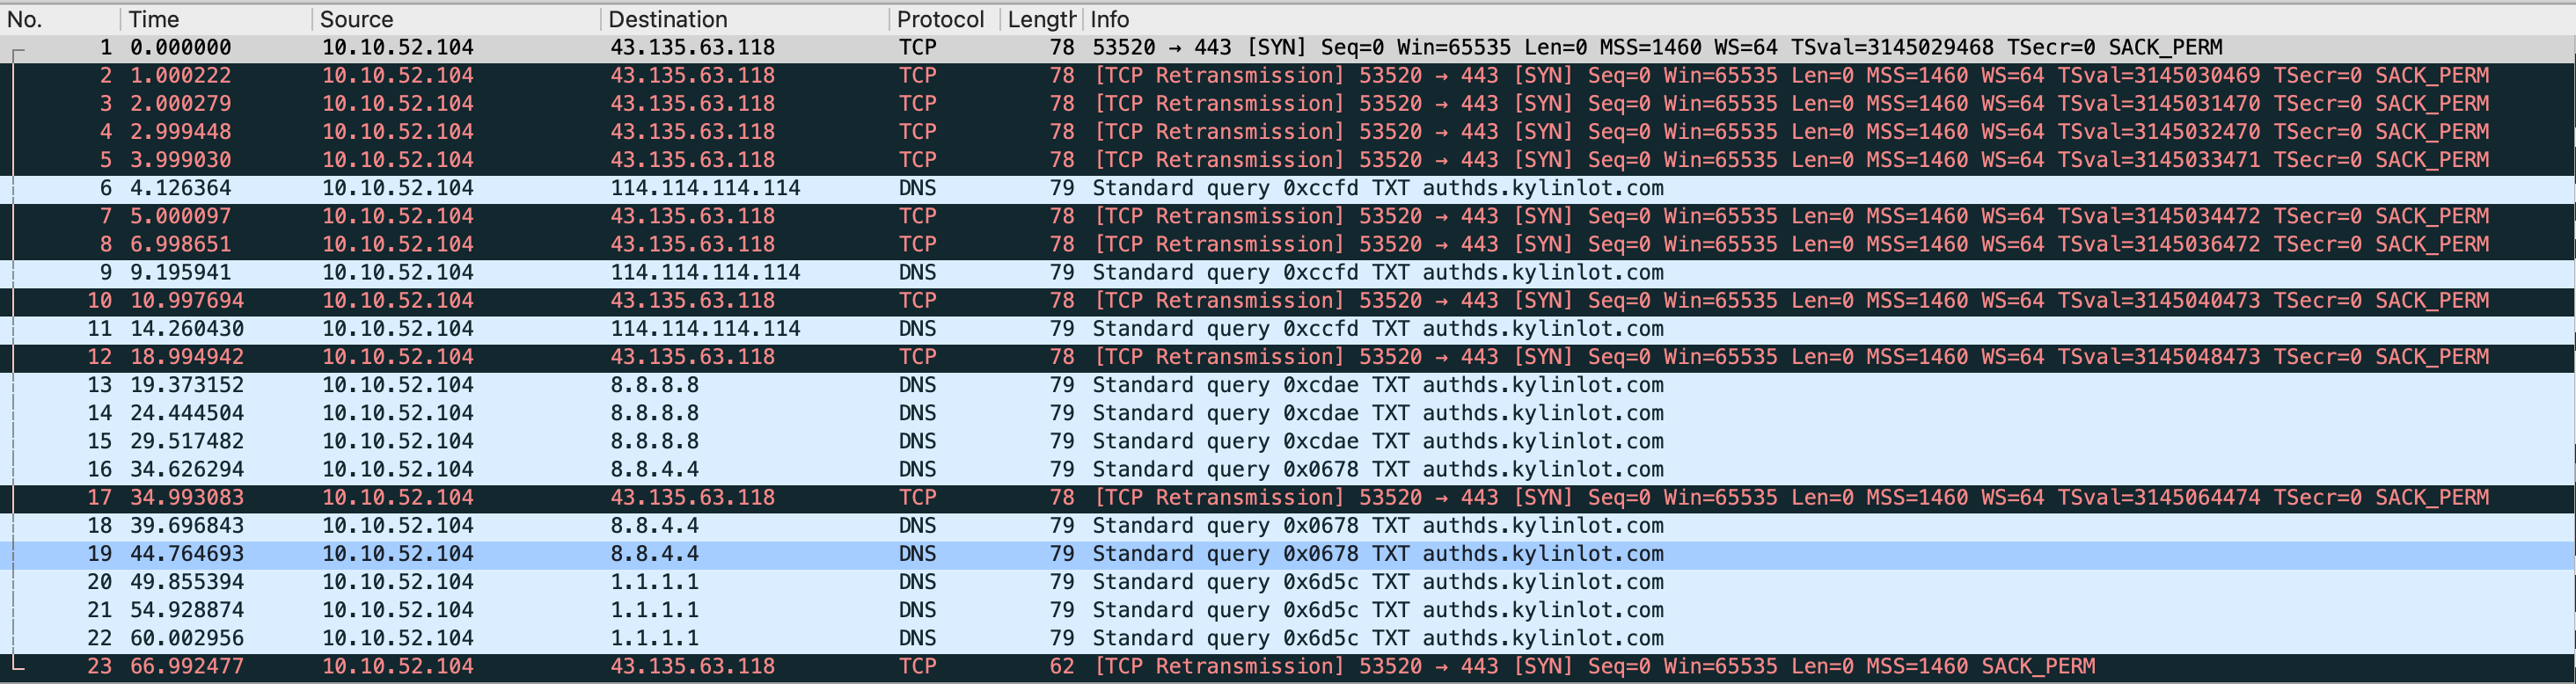 No. Time Source Destination Protocol Length Info
1 0.000000 10.10.52.104 43.135.63.118 TCP 78 53520 → 443 [SYN] Seq=0 Win=65535 Len=0 MSS=1460 WS=64 TSval=3145029468 TSecr=0 SACK_PERM
2 1.000222 10.10.52.104 43.135.63.118 TCP 78 [TCP Retransmission] 53520 → 443 [SYN] Seq=0 Win=65535 Len=0 MSS=1460 WS=64 TSval=3145030469 TSecr=0 SACK_PERM
3 2.000279 10.10.52.104 43.135.63.118 TCP 78 [TCP Retransmission] 53520 → 443 [SYN] Seq=0 Win=65535 Len=0 MSS=1460 WS=64 TSval=3145031470 TSecr=0 SACK_PERM
4 2.999448 10.10.52.104 43.135.63.118 TCP 78 [TCP Retransmission] 53520 → 443 [SYN] Seq=0 Win=65535 Len=0 MSS=1460 WS=64 TSval=3145032470 TSecr=0 SACK_PERM
5 3.999030 10.10.52.104 43.135.63.118 TCP 78 [TCP Retransmission] 53520 → 443 [SYN] Seq=0 Win=65535 Len=0 MSS=1460 WS=64 TSval=3145033471 TSecr=0 SACK_PERM
6 4.126364 10.10.52.104 114.114.114.114 DNS 79 Standard query 0xccfd TXT authds.kylinlot.com
7 5.000097 10.10.52.104 43.135.63.118 TCP 78 [TCP Retransmission] 53520 → 443 [SYN] Seq=0 Win=65535 Len=0 MSS=1460 WS=64 TSval=3145034472 TSecr=0 SACK_PERM
8 6.998651 10.10.52.104 43.135.63.118 TCP 78 [TCP Retransmission] 53520 → 443 [SYN] Seq=0 Win=65535 Len=0 MSS=1460 WS=64 TSval=3145036472 TSecr=0 SACK_PERM
9 9.195941 10.10.52.104 114.114.114.114 DNS 79 Standard query 0xccfd TXT authds.kylinlot.com
10 10.997694 10.10.52.104 43.135.63.118 TCP 78 [TCP Retransmission] 53520 → 443 [SYN] Seq=0 Win=65535 Len=0 MSS=1460 WS=64 TSval=3145040473 TSecr=0 SACK_PERM
11 14.260430 10.10.52.104 114.114.114.114 DNS 79 Standard query 0xccfd TXT authds.kylinlot.com
12 18.994942 10.10.52.104 43.135.63.118 TCP 78 [TCP Retransmission] 53520 → 443 [SYN] Seq=0 Win=65535 Len=0 MSS=1460 WS=64 TSval=3145048473 TSecr=0 SACK_PERM
13 19.373152 10.10.52.104 8.8.8.8 DNS 79 Standard query 0xcdae TXT authds.kylinlot.com
14 24.444504 10.10.52.104 8.8.8.8 DNS 79 Standard query 0xcdae TXT authds.kylinlot.com
15 29.517482 10.10.52.104 8.8.8.8 DNS 79 Standard query 0xcdae TXT authds.kylinlot.com
16 34.626294 10.10.52.104 8.8.4.4 DNS 79 Standard query 0x0678 TXT authds.kylinlot.com
17 34.993083 10.10.52.104 43.135.63.118 TCP 78 [TCP Retransmission] 53520 → 443 [SYN] Seq=0 Win=65535 Len=0 MSS=1460 WS=64 TSval=3145064474 TSecr=0 SACK_PERM
18 39.696843 10.10.52.104 8.8.4.4 DNS 79 Standard query 0x0678 TXT authds.kylinlot.com
19 44.764693 10.10.52.104 8.8.4.4 DNS 79 Standard query 0x0678 TXT authds.kylinlot.com
20 49.855394 10.10.52.104 1.1.1.1 DNS 79 Standard query 0x6d5c TXT authds.kylinlot.com
21 54.928874 10.10.52.104 1.1.1.1 DNS 79 Standard query 0x6d5c TXT authds.kylinlot.com
22 60.002956 10.10.52.104 1.1.1.1 DNS 79 Standard query 0x6d5c TXT authds.kylinlot.com
23 66.992477 10.10.52.104 43.135.63.118 TCP 62 [TCP Retransmission] 53520 → 443 [SYN] Seq=0 Win=65535 Len=0 MSS=1460 SACK_PERM